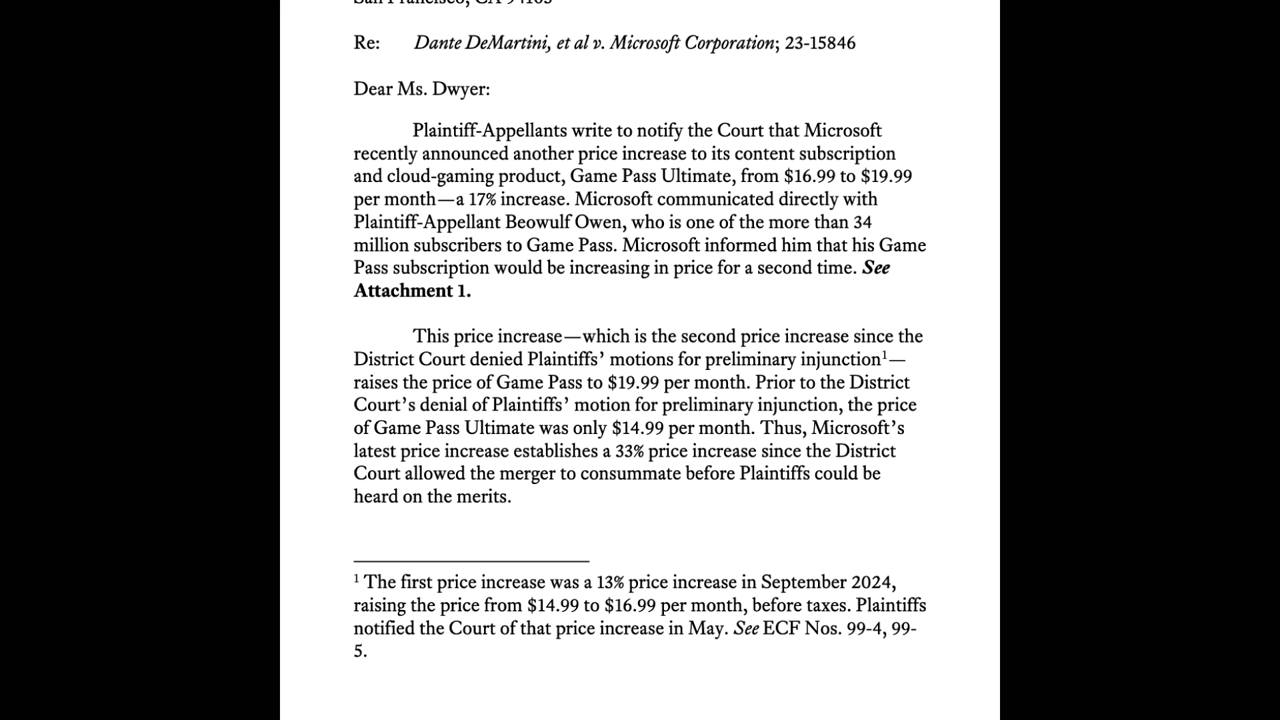 San Francisco, CA 94103
Re: Dante DeMartini, et al v. Microsoft Corporation; 23-15846
Dear Ms. Dwyer:
Plaintiff-Appellants write to notify the Court that Microsoft
recently announced another price increase to its content subscription
and cloud-gaming product, Game Pass Ultimate, from $16.99 to $19.99
per month—a 17% increase. Microsoft communicated directly with
Plaintiff-Appellant Beowulf Owen, who is one of the more than 34
million subscribers to Game Pass. Microsoft informed him that his Game
Pass subscription would be increasing in price for a second time. See
Attachment 1.
This price increase—which is the second price increase since the
District Court denied Plaintiffs’ motions for preliminary injunction¹—
raises the price of Game Pass to $19.99 per month. Prior to the District
Court’s denial of Plaintiffs’ motion for preliminary injunction, the price
of Game Pass Ultimate was only $14.99 per month. Thus, Microsoft’s
latest price increase establishes a 33% price increase since the District
Court allowed the merger to consummate before Plaintiffs could be
heard on the merits.
¹ The first price increase was a 13% price increase in September 2024,
raising the price from $14.99 to $16.99 per month, before taxes. Plaintiffs
notified the Court of that price increase in May. See ECF Nos. 99-4, 99-
5.